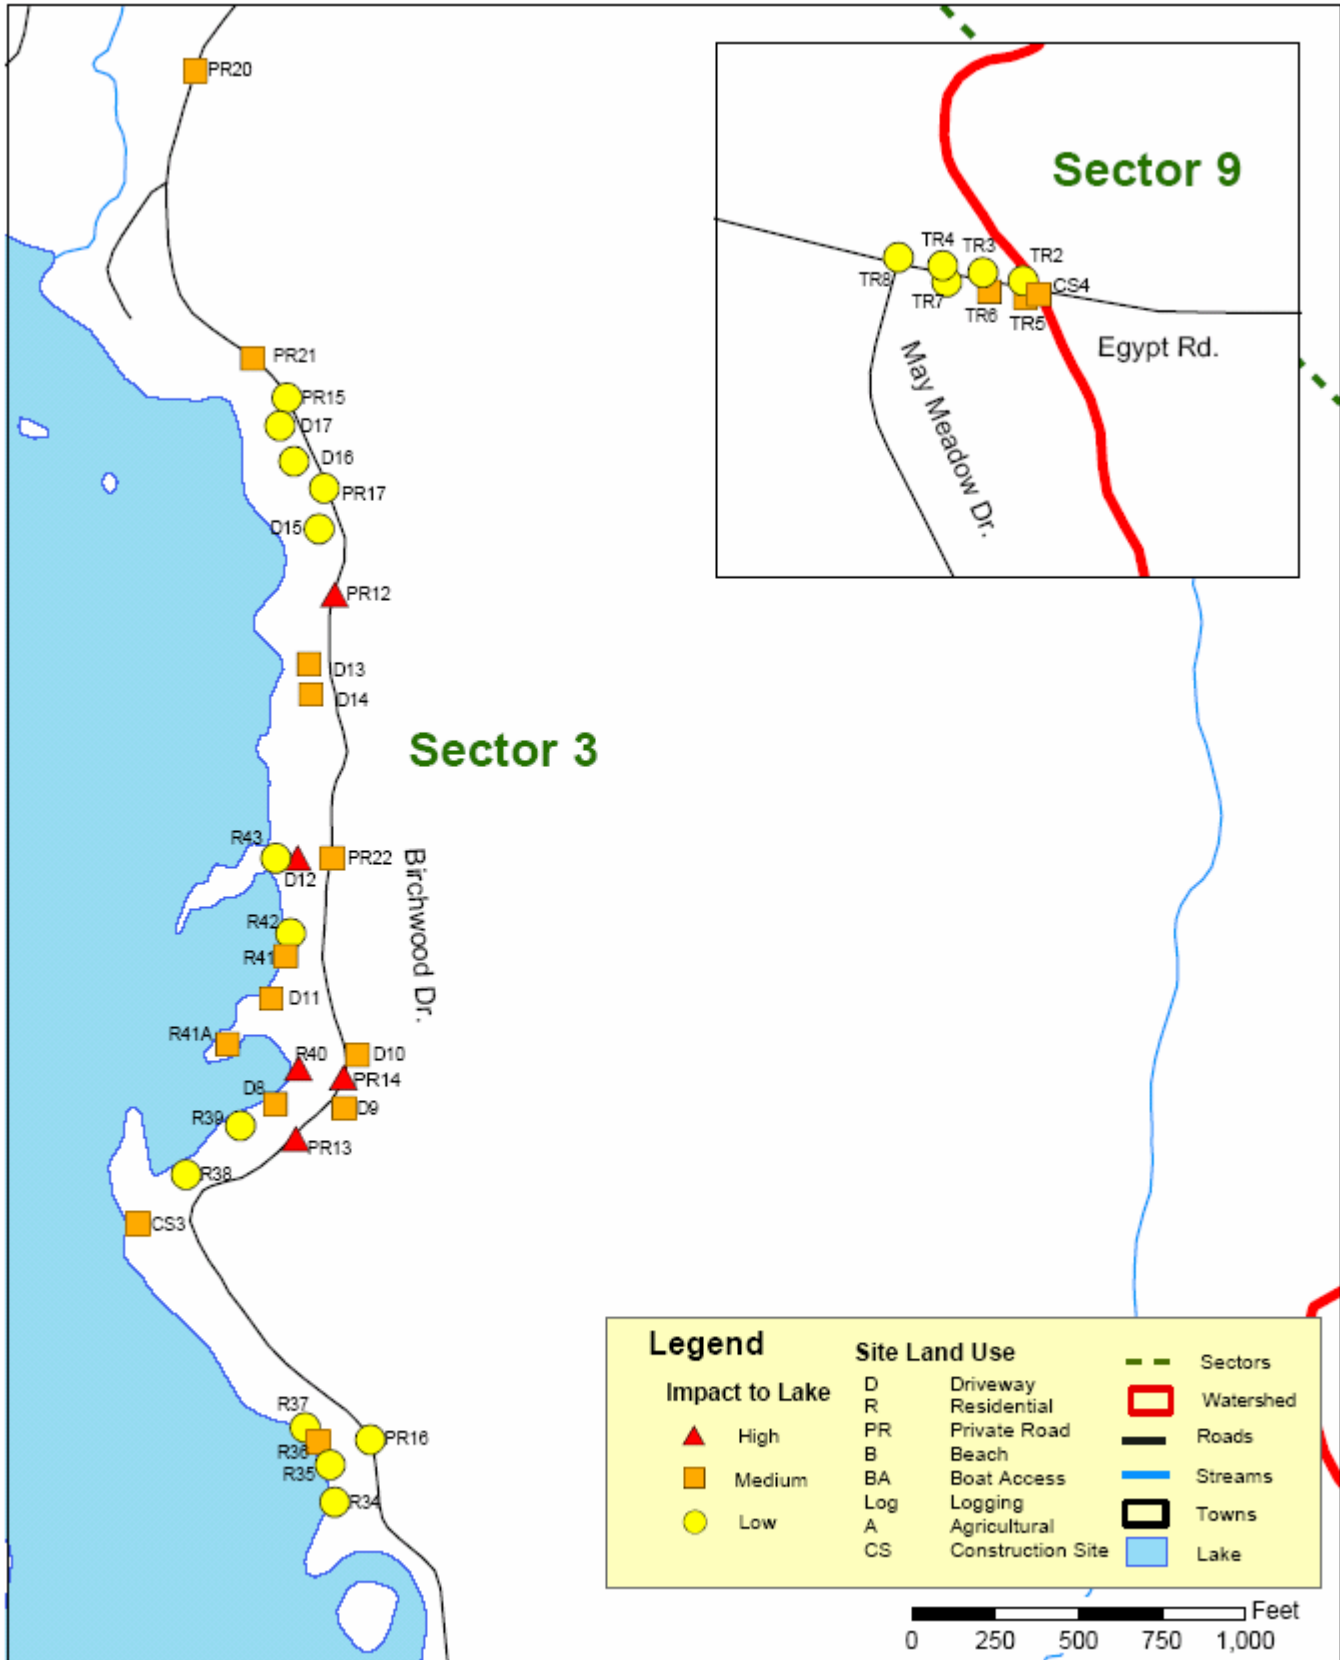 PR20
Sector 9
TR4
TR3
TR2
TR8
TR7
TR6
TR5
CS4
Egypt Rd.
May Meadow Dr.
PR21
PR15
D17
D16
PR17
D15
PR12
D13
D14
Sector 3
R43
D12
PR22
Birchwood Dr.
R42
R41
D11
R41A
R40
D10
PR14
D8
D9
R39
PR13
R38
CS3
R37
R36
R35
PR16
R34
Legend
Impact to Lake
High
Medium
Low
Site Land Use
D Driveway
R Residential
PR Private Road
B Beach
BA Boat Access
Log Logging
A Agricultural
CS Construction Site
Sectors
Watershed
Roads
Streams
Towns
Lake
Feet
0 250 500 750 1,000